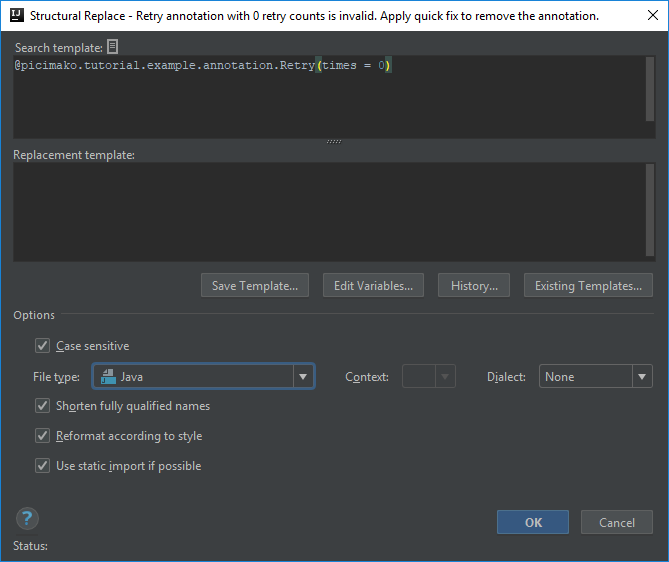 Structural Replace - Retry annotation with 0 retry counts is invalid. Apply quick fix to remove the annotation.
Search template:
@picimako.tutorial.example.annotation.Retry(times = 0)
Replacement template:
Save Template... Edit Variables... History... Existing Templates...
Options
Case sensitive
File type: Java Context: Dialect: None
Shorten fully qualified names
Reformat according to style
Use static import if possible
? OK Cancel
Status: